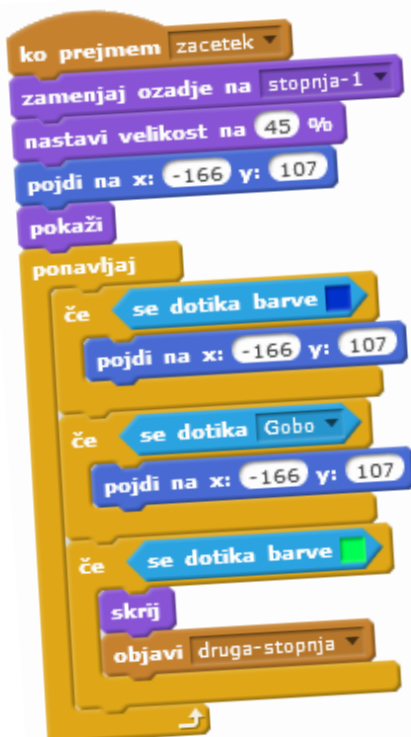 ko prejmem zacetek
zamenjaj ozadje na stopnja-1
nastavi velikost na 45 %
pojdi na x: -166 y: 107
pokaži
ponavljaj
če se dotika barve
pojdi na x: -166 y: 107
če se dotika Gobo
pojdi na x: -166 y: 107
če se dotika barve
skrij
objavi druga-stopnja